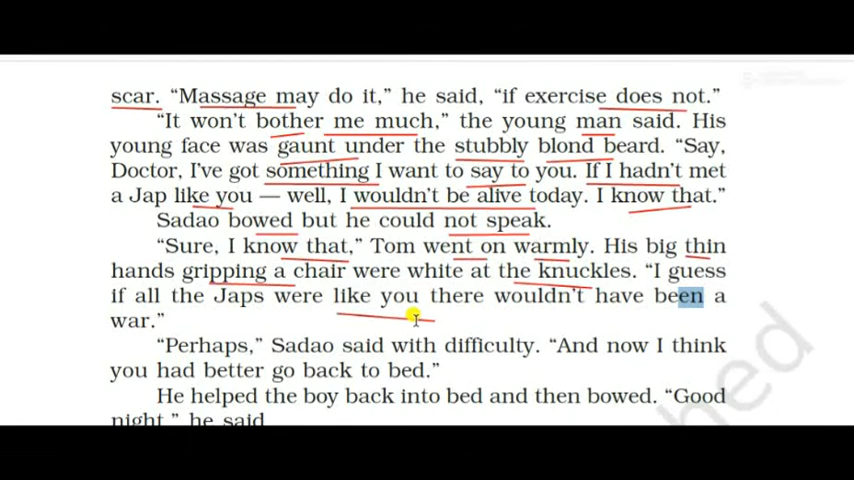 scar. “Massage may do it,” he said, “if exercise does not.”
“It won’t bother me much,” the young man said. His
young face was gaunt under the stubbly blond beard. “Say,
Doctor, I’ve got something I want to say to you. If I hadn’t met
a Jap like you — well, I wouldn’t be alive today. I know that.”
Sadao bowed but he could not speak.
“Sure, I know that,” Tom went on warmly. His big thin
hands gripping a chair were white at the knuckles. “I guess
if all the Japs were like you there wouldn’t have been a
war.”
“Perhaps,” Sadao said with difficulty. “And now I think
you had better go back to bed.”
He helped the boy back into bed and then bowed. “Good
night,” he said
hed